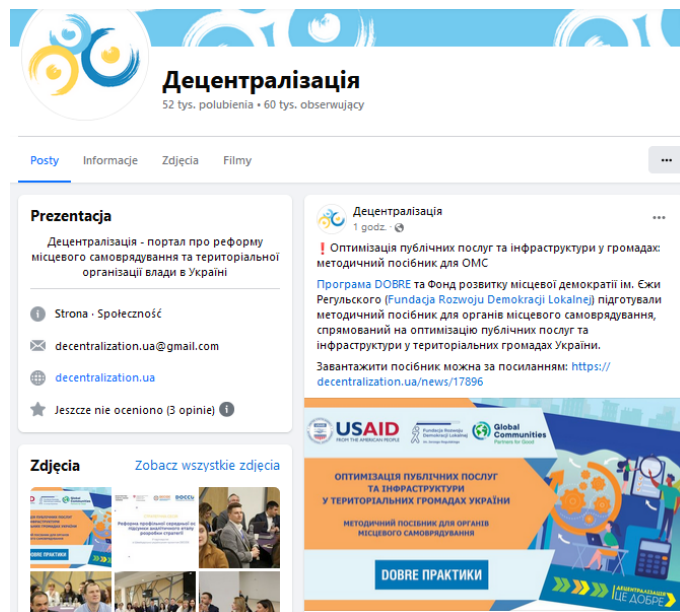 Децентралізація
52 tys. polubienia • 60 tys. obserwujący
Posty Informacje Zdjęcia Filmy
Prezentacja
Децентралізація - портал про реформу
місцевого самоврядування та територіальної
організації влади в Україні
Strona · Społeczność
decentralization.ua@gmail.com
decentralization.ua
Jeszcze nie oceniono (3 opinie)
Zdjęcia Zobacz wszystkie zdjęcia
Децентралізація
1 godz. ·
❗Оптимізація публічних послуг та інфраструктури у громадах:
методичний посібник для ОМС
Програма DOBRE та Фонд розвитку місцевої демократії ім. Єжи
Регульского (Fundacja Rozwoju Demokracji Lokalnej) підготували
методичний посібник для органів місцевого самоврядування,
спрямований на оптимізацію публічних послуг та
інфраструктури у територіальних громадах України.
Завантажити посібник можна за посиланням: https://
decentralization.ua/news/17896
USAID
FROM THE AMERICAN PEOPLE
Fundacja Rozwoju
Demokracji Lokalnej
Global
Communities
Partners for Good
ОПТИМІЗАЦІЯ ПУБЛІЧНИХ ПОСЛУГ
ТА ІНФРАСТРУКТУРИ
У ТЕРИТОРІАЛЬНИХ ГРОМАДАХ УКРАЇНИ
МЕТОДИЧНИЙ ПОСІБНИК ДЛЯ ОРГАНІВ
МІСЦЕВОГО САМОВРЯДУВАННЯ
DOBRE ПРАКТИКИ
ДЕЦЕНТРАЛІЗАЦІЯ
ЦЕ ДОБРЕ